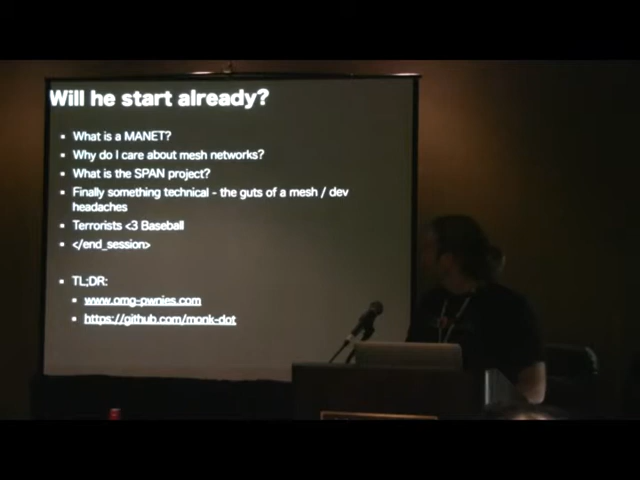 Will he start already?
▪ What is a MANET?
▪ Why do I care about mesh networks?
▪ What is the SPAN project?
▪ Finally something technical - the guts of a mesh / dev
headaches
▪ Terrorists <3 Baseball
▪ </end_session>
▪ TL;DR:
▪ www.omg-pwnies.com
▪ https://github.com/monk-dot